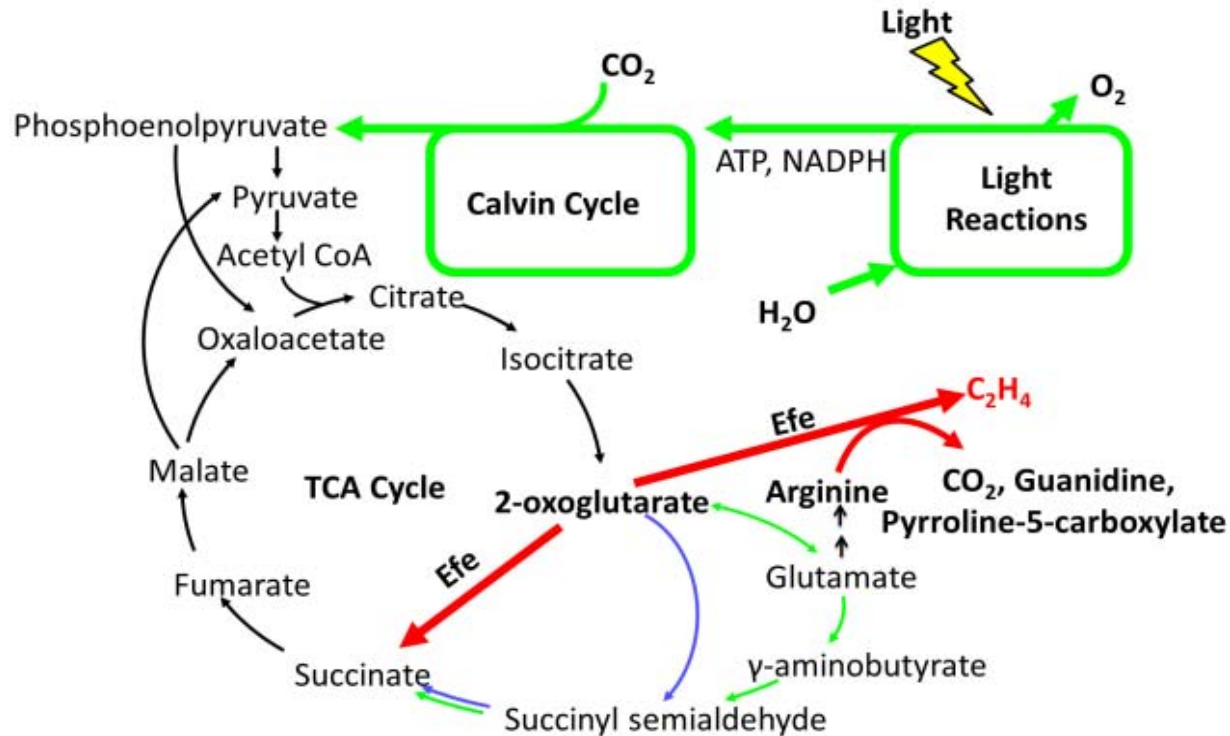 Light
CO₂
O₂
Phosphoenolpyruvate
ATP, NADPH
Pyruvate
Calvin Cycle
Light
Reactions
Acetyl CoA
Citrate
H₂O
Oxaloacetate
Isocitrate
C₂H₄
Efe
Malate
TCA Cycle
2-oxoglutarate
Arginine
CO₂, Guanidine,
Pyrroline-5-carboxylate
Efe
Fumarate
Glutamate
Succinate
γ-aminobutyrate
Succinyl semialdehyde